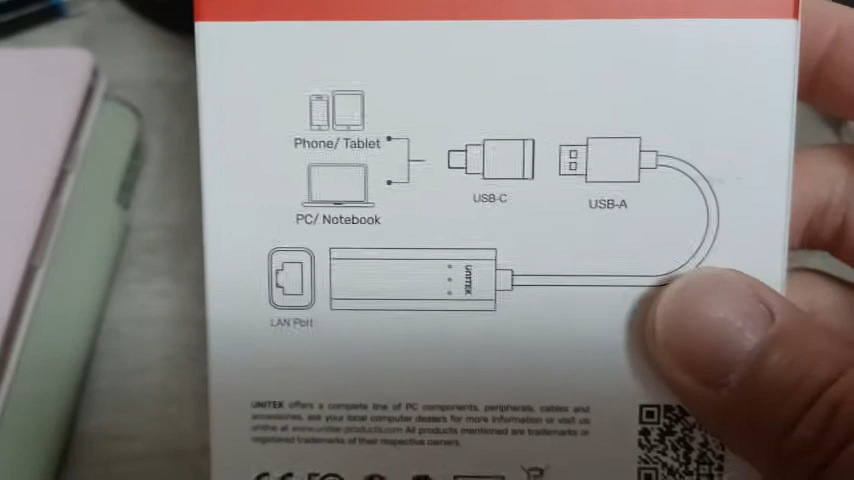 Phone/ Tablet
PC/ Notebook
USB-C
USB-A
UNITEK
LAN Port
UNITEK offers a complete line of PC components, peripherals, cables and
accessories, ask your local computer dealers for more information or visit us
online at www.unitek-products.com All products mentioned are trademarks or
registered trademarks of their respective owners.